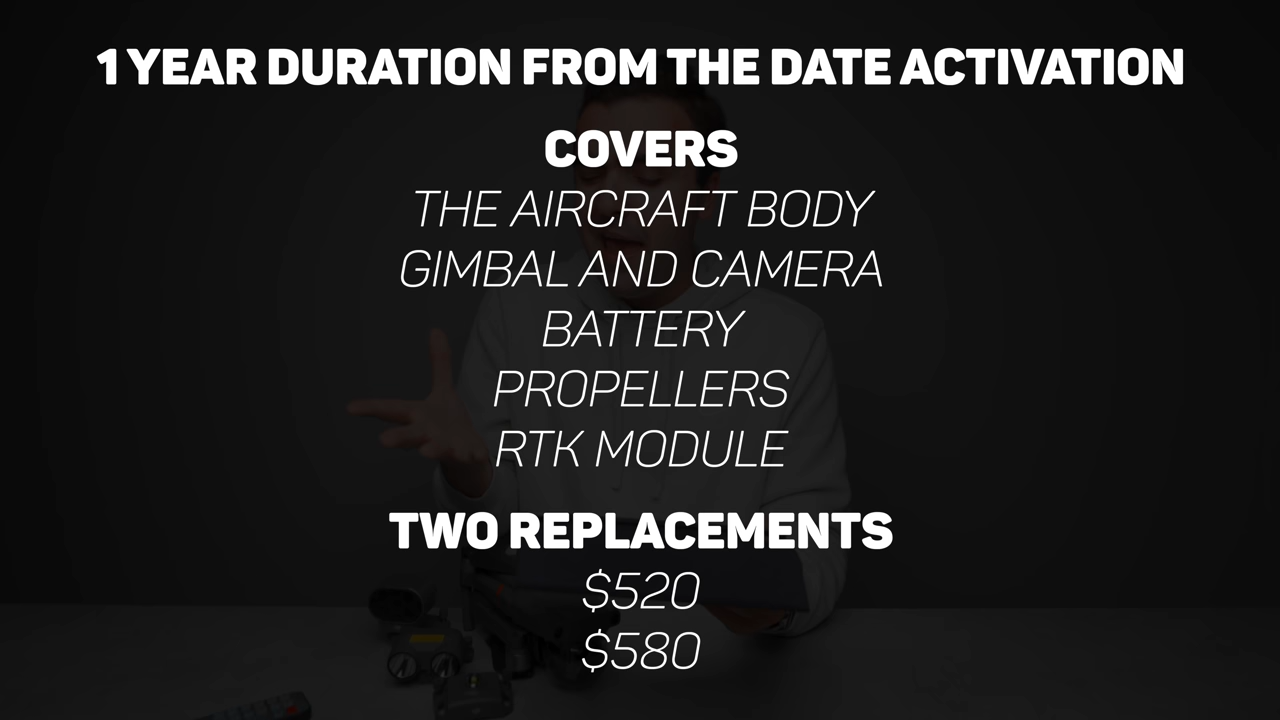 1 YEAR DURATION FROM THE DATE ACTIVATION
COVERS
THE AIRCRAFT BODY
GIMBAL AND CAMERA
BATTERY
PROPELLERS
RTK MODULE
TWO REPLACEMENTS
$520
$580